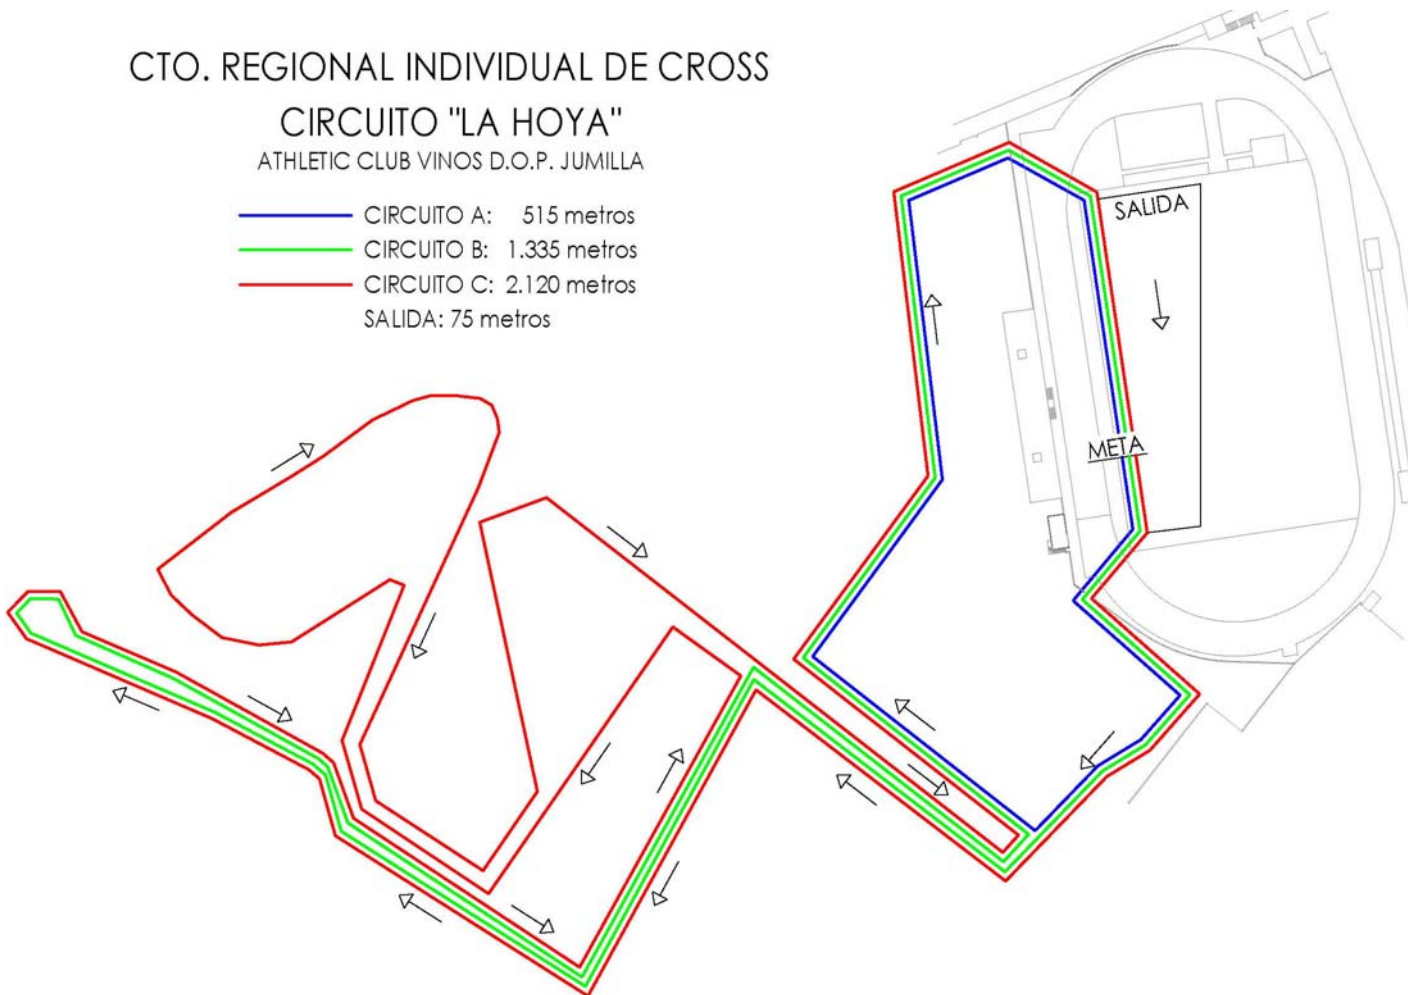 CTO. REGIONAL INDIVIDUAL DE CROSS
CIRCUITO "LA HOYA"
ATHLETIC CLUB VINOS D.O.P. JUMILLA
CIRCUITO A: 515 metros
CIRCUITO B: 1.335 metros
CIRCUITO C: 2.120 metros
SALIDA: 75 metros
SALIDA
META